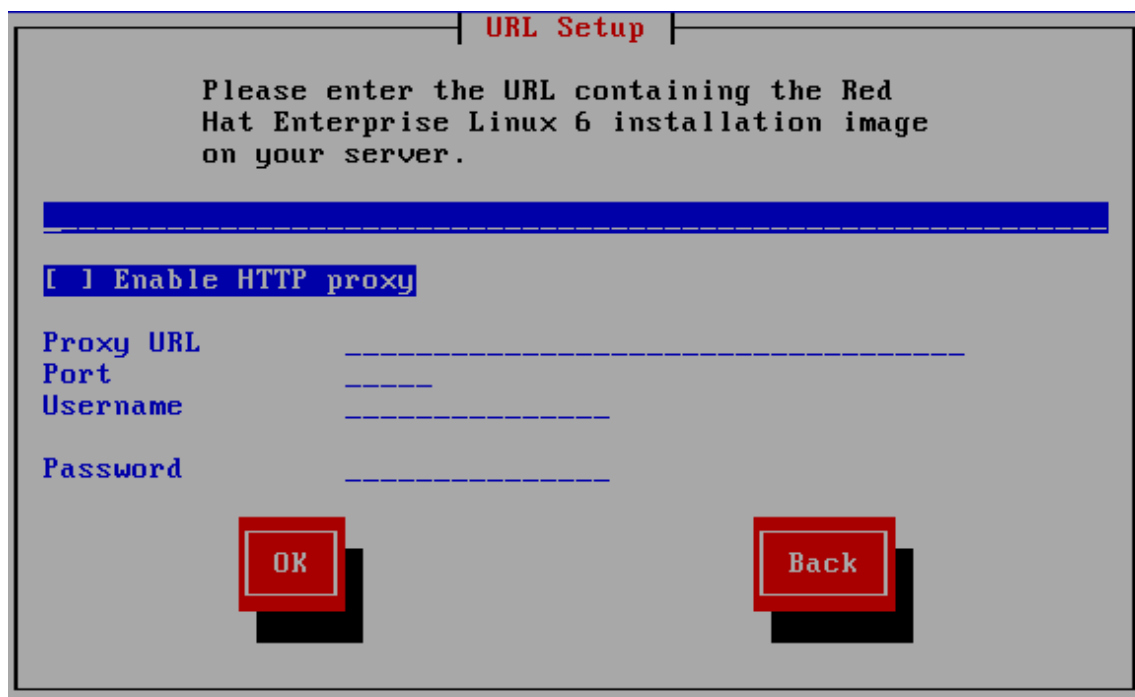 URL Setup
Please enter the URL containing the Red
Hat Enterprise Linux 6 installation image
on your server.
[ ] Enable HTTP proxy
Proxy URL
Port
Username
Password
OK Back